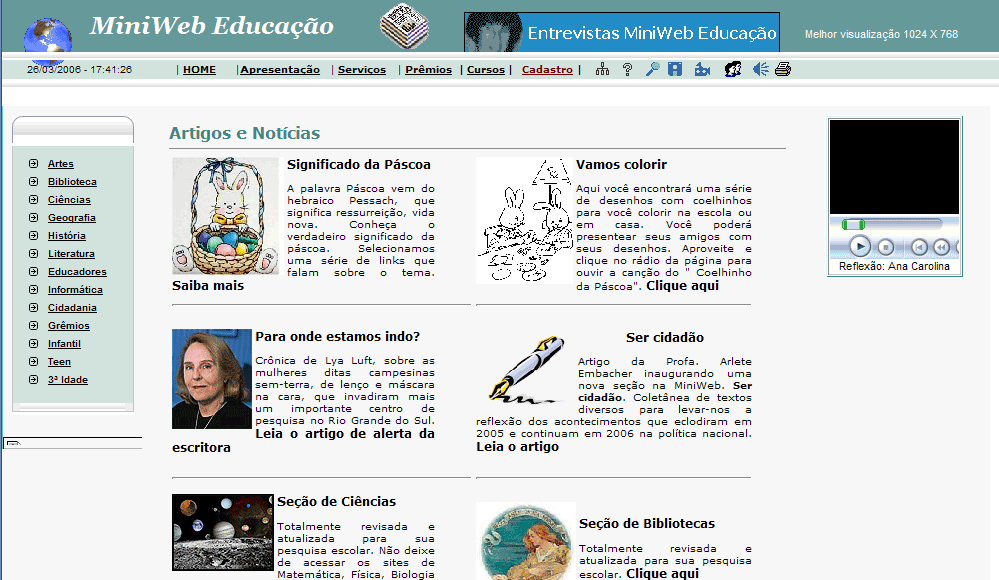 MiniWeb Educação
Entrevistas MiniWeb Educação
Melhor visualização 1024 X 768
26/03/2006 - 17:41:26
| HOME | Apresentação | Serviços | Prêmios | Cursos | Cadastro |
Artes
Biblioteca
Ciências
Geografia
História
Literatura
Educadores
Informática
Cidadania
Grêmios
Infantil
Teen
3ª Idade
Artigos e Notícias
Significado da Páscoa
A palavra Páscoa vem do
hebraico Pessach, que
significa ressurreição, vida
nova. Conheça o
verdadeiro significado da
páscoa. Selecionamos
uma série de links que
falam sobre o tema.
Saiba mais
Vamos colorir
Aqui você encontrará uma série
de desenhos com coelhinhos
para você colorir na escola ou
em casa. Você poderá
presentear seus amigos com
seus desenhos. Aproveite e
clique no rádio da página para
ouvir a canção do " Coelhinho
da Páscoa". Clique aqui
Reflexão: Ana Carolina
Para onde estamos indo?
Crônica de Lya Luft, sobre as
mulheres ditas campesinas
sem-terra, de lenço e máscara
na cara, que invadiram mais
um importante centro de
pesquisa no Rio Grande do Sul.
Leia o artigo de alerta da
escritora
Ser cidadão
Artigo da Profa. Arlete
Embacher inaugurando uma
nova seção na MiniWeb. Ser
cidadão. Coletânea de textos
diversos para levar-nos a
reflexão dos acontecimentos que eclodiram em
2005 e continuam em 2006 na política nacional.
Leia o artigo
Seção de Ciências
Totalmente revisada e
atualizada para sua
pesquisa escolar. Não deixe
de acessar os sites de
Matemática, Física, Biologia
Seção de Bibliotecas
Totalmente revisada e
atualizada para sua pesquisa
escolar. Clique aqui